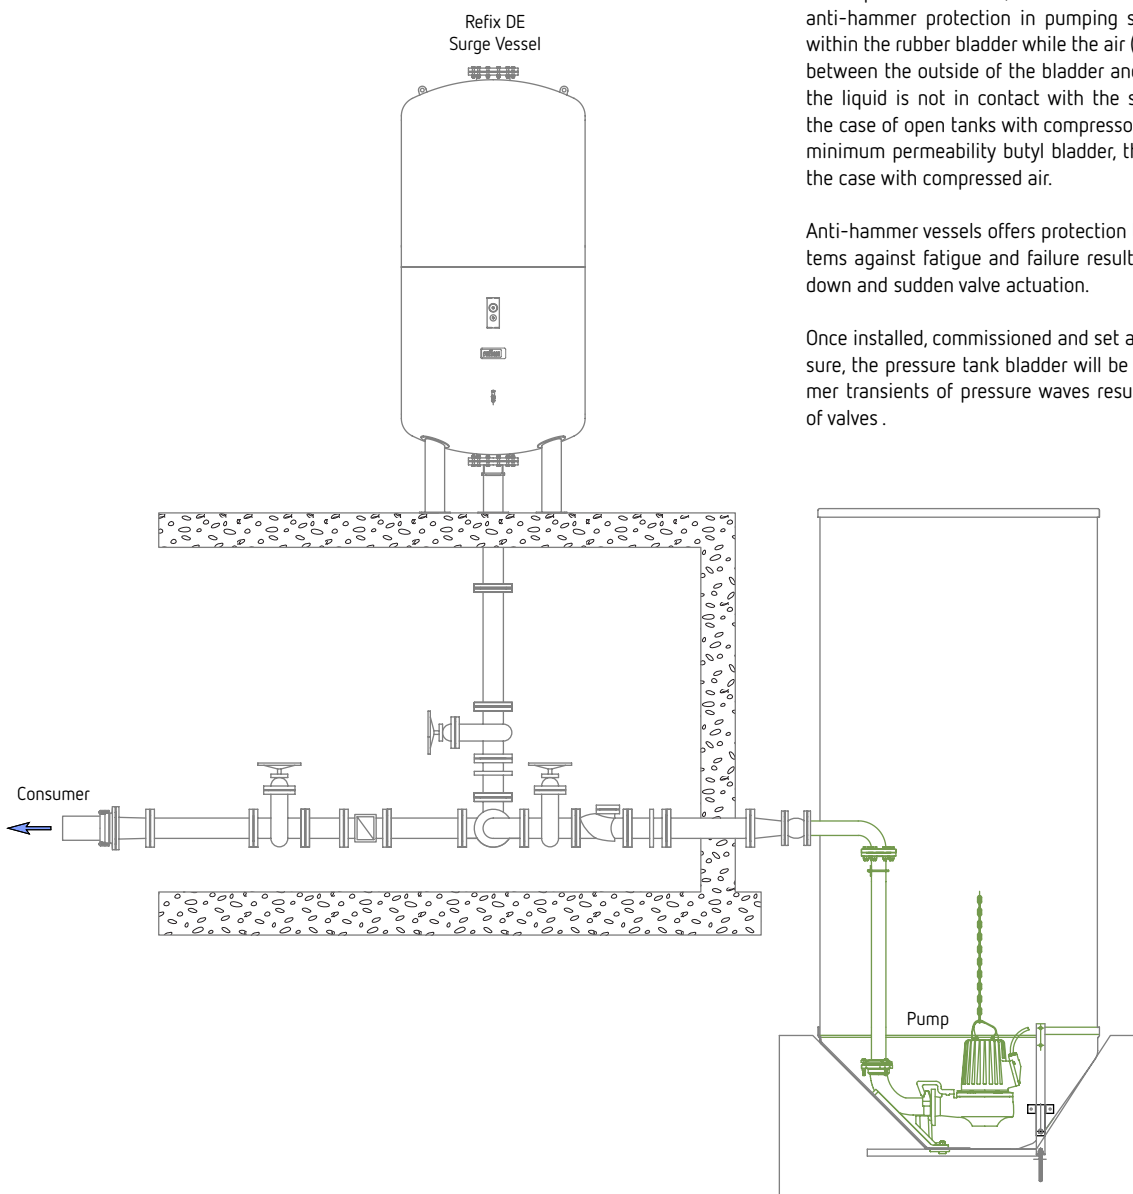 Refix DE
Surge Vessel
anti-hammer protection in pumping s
within the rubber bladder while the air (
between the outside of the bladder and
the liquid is not in contact with the s
the case of open tanks with compresso
minimum permeability butyl bladder, th
the case with compressed air.
Anti-hammer vessels offers protection
tems against fatigue and failure result
down and sudden valve actuation.
Once installed, commissioned and set a
sure, the pressure tank bladder will be
mer transients of pressure waves resu
of valves .
reflex
Consumer
Pump